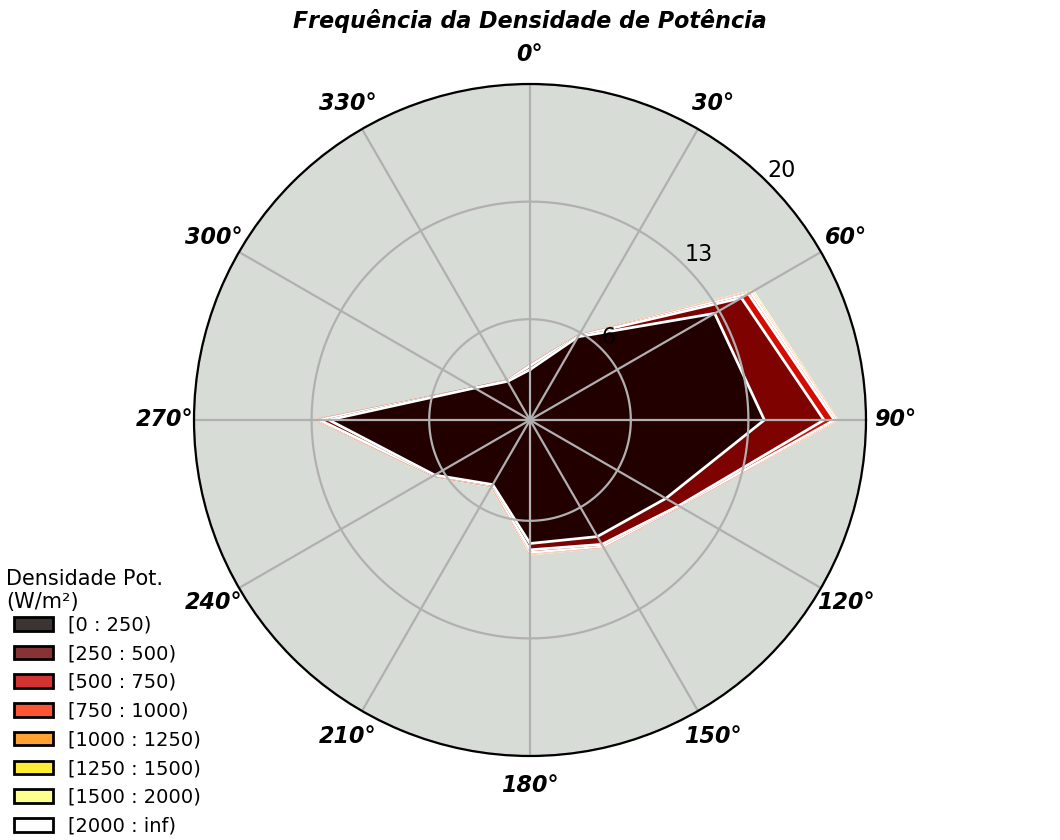 Frequência da Densidade de Potência
0°
330°
30°
20
300°
60°
13
6
270°
90°
240°
120°
210°
150°
180°
Densidade Pot.
(W/m²)
[0 : 250)
[250 : 500)
[500 : 750)
[750 : 1000)
[1000 : 1250)
[1250 : 1500)
[1500 : 2000)
[2000 : inf)